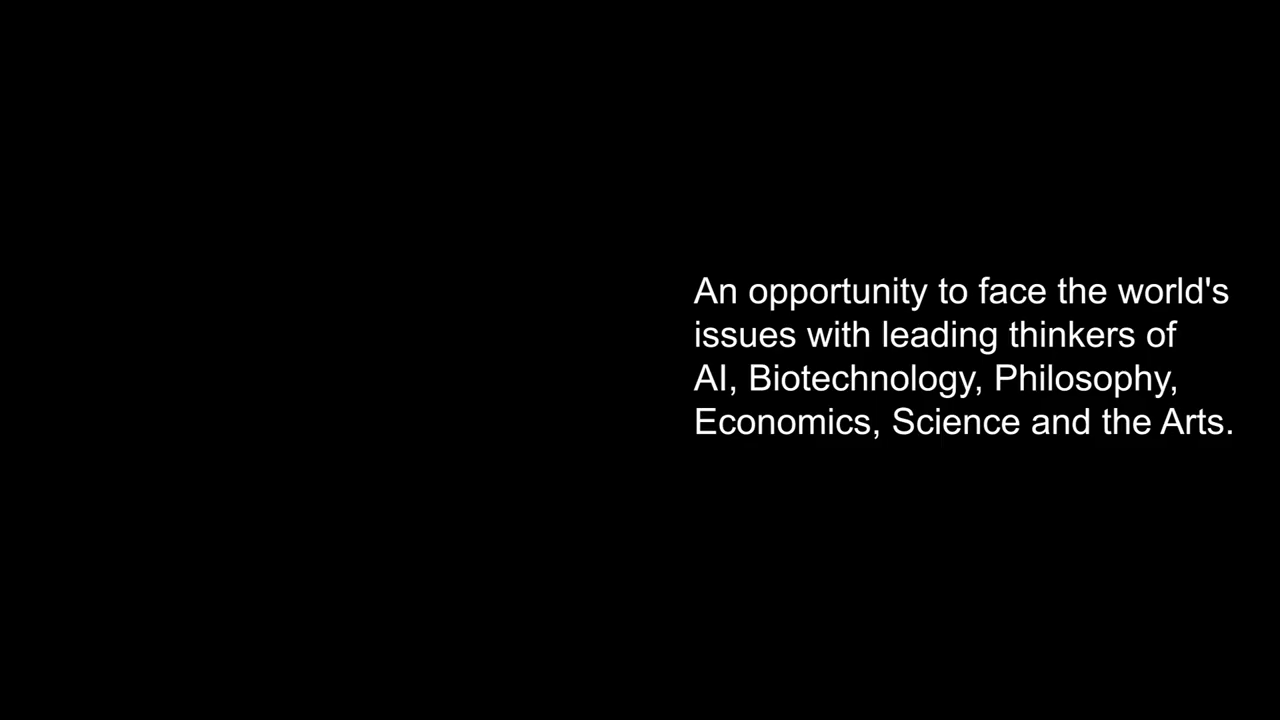 An opportunity to face the world's
issues with leading thinkers of
AI, Biotechnology, Philosophy,
Economics, Science and the Arts.